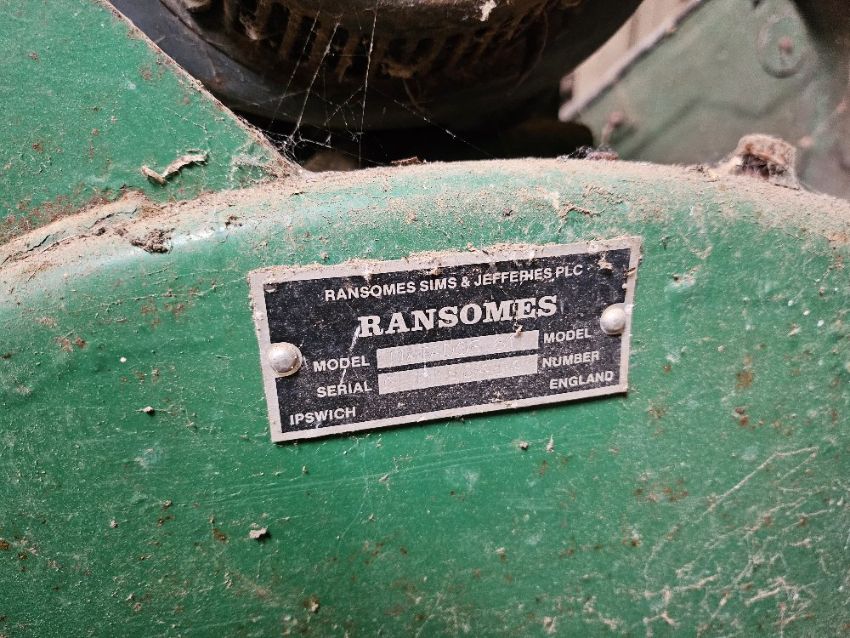 RANSOMES SIMS & JEFFERIES PLC
RANSOMES
MODEL MODEL
SERIAL NUMBER
IPSWICH ENGLAND